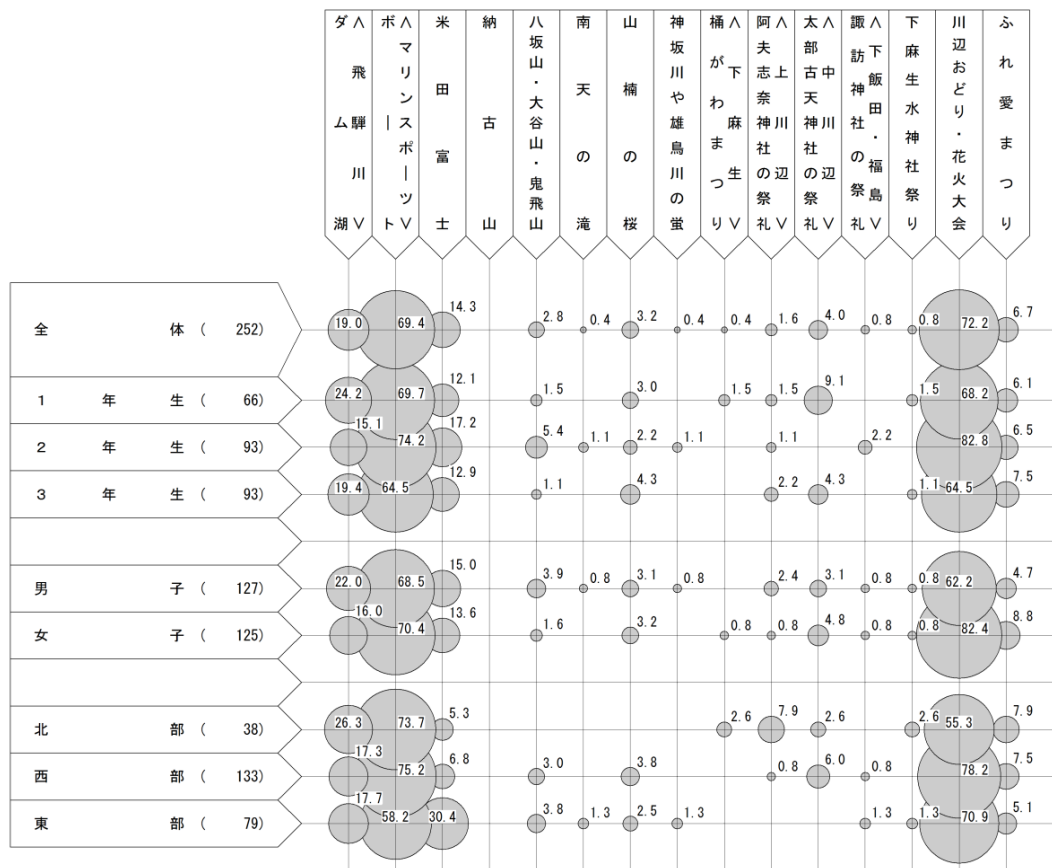 ダム湖
<飛騨川>
ボート
<マリンスポーツ>
米田富士
納古山
八坂山・大谷山・鬼飛山
南天の滝
山楠の桜
神坂川や雄鳥川の蛍
桶がわまつり
<下麻生>
阿夫志奈神社の祭礼
<上川辺>
太部古天神社の祭礼
<中川辺>
諏訪神社の祭礼
<下飯田・福島>
下麻生水神社祭り
川辺おどり・花火大会
ふれ愛まつり
全 体 ( 252) 19.0 69.4 14.3 2.8 0.4 3.2 0.4 0.4 1.6 4.0 0.8 0.8 72.2 6.7
1 年 生 ( 66) 24.2 69.7 12.1 1.5 3.0 1.5 1.5 9.1 1.5 68.2 6.1
2 年 生 ( 93) 15.1 74.2 17.2 5.4 1.1 2.2 1.1 1.1 2.2 82.8 6.5
3 年 生 ( 93) 19.4 64.5 12.9 1.1 4.3 2.2 4.3 1.1 64.5 7.5
男 子 ( 127) 22.0 68.5 15.0 3.9 0.8 3.1 0.8 2.4 3.1 0.8 0.8 62.2 4.7
女 子 ( 125) 16.0 70.4 13.6 1.6 3.2 0.8 0.8 4.8 0.8 0.8 82.4 8.8
北 部 ( 38) 26.3 73.7 5.3 2.6 7.9 2.6 2.6 55.3 7.9
西 部 ( 133) 17.3 75.2 6.8 3.0 3.8 0.8 6.0 0.8 78.2 7.5
東 部 ( 79) 17.7 58.2 30.4 3.8 1.3 2.5 1.3 1.3 1.3 70.9 5.1